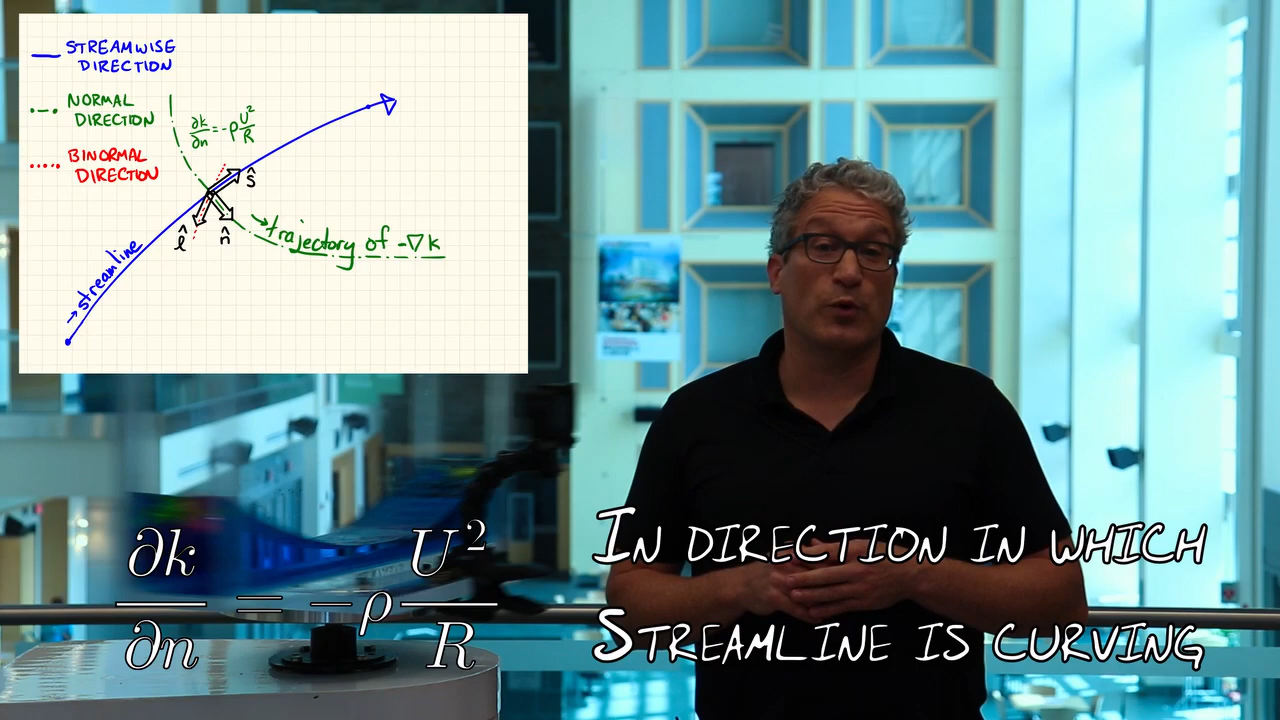 STREAMWISE
DIRECTION
NORMAL
DIRECTION
BINORMAL
DIRECTION
∂k/∂n = -ρ U²/R
ŝ
l̂
n̂
→ trajectory of -∇k
→ streamline
∂k/∂n = -ρ U²/R
IN DIRECTION IN WHICH
STREAMLINE IS CURVING